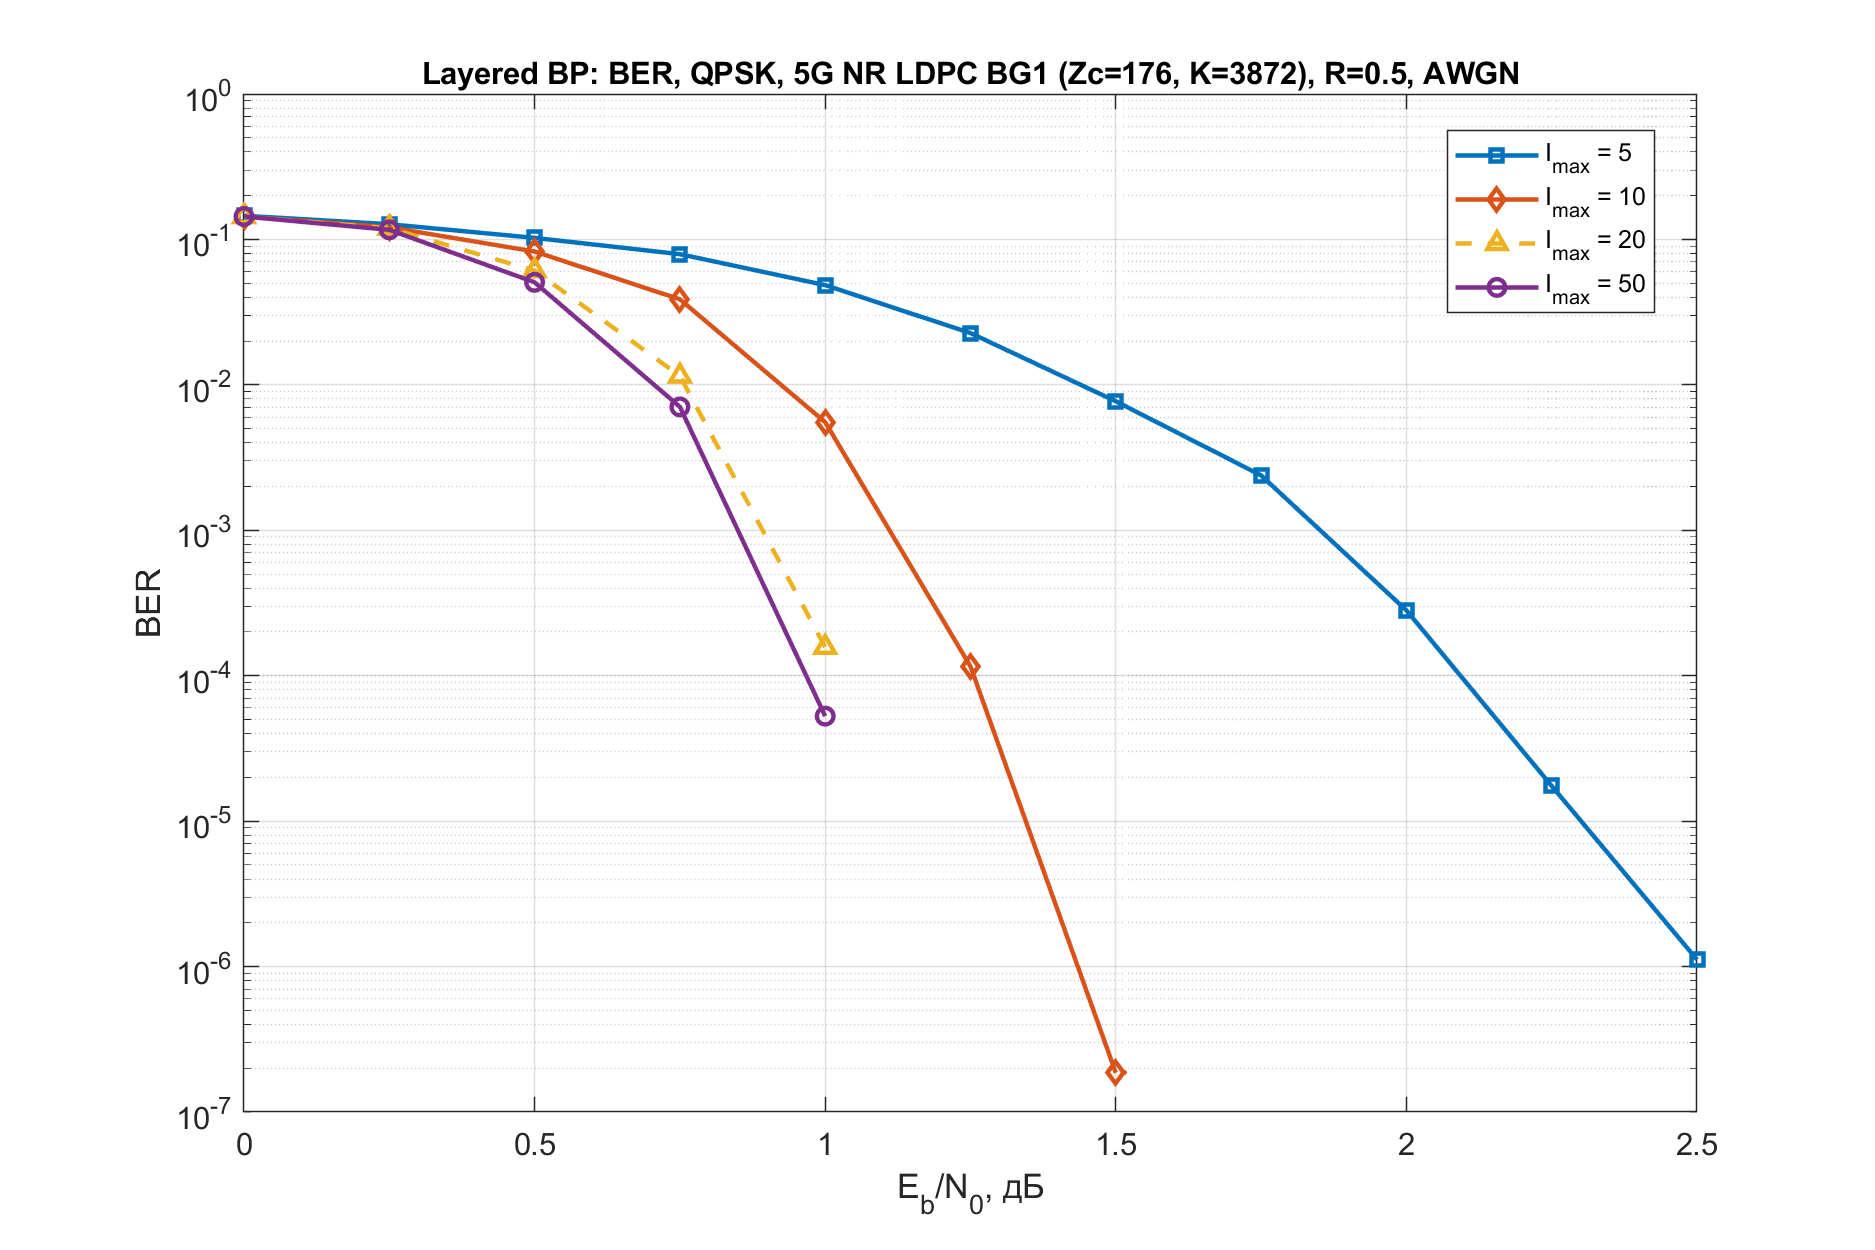 Layered BP: BER, QPSK, 5G NR LDPC BG1 (Zc=176, K=3872), R=0.5, AWGN
10^0
10^-1
10^-2
10^-3
10^-4
10^-5
10^-6
10^-7
BER
I_max = 5
I_max = 10
I_max = 20
I_max = 50
0 0.5 1 1.5 2 2.5
E_b/N_0, дБ